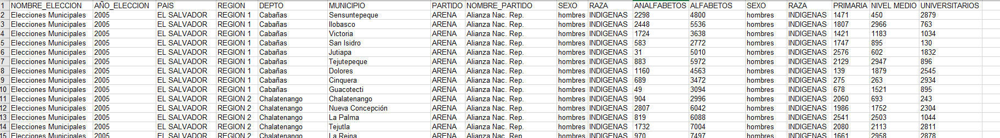 1 NOMBRE_ELECCION AÑO_ELECCION PAIS REGION DEPTO MUNICIPIO PARTIDO NOMBRE_PARTIDO SEXO RAZA ANALFABETOS ALFABETOS SEXO RAZA PRIMARIA NIVEL MEDIO UNIVERSITARIOS
2 Elecciones Municipales 2005 EL SALVADOR REGION 1 Cabañas Sensuntepeque ARENA Alianza Nac. Rep. hombres INDIGENAS 2298 4800 hombres INDIGENAS 1471 450 2879
3 Elecciones Municipales 2005 EL SALVADOR REGION 1 Cabañas Ilobasco ARENA Alianza Nac. Rep. hombres INDIGENAS 2448 5536 hombres INDIGENAS 1807 2966 763
4 Elecciones Municipales 2005 EL SALVADOR REGION 1 Cabañas Victoria ARENA Alianza Nac. Rep. hombres INDIGENAS 1724 3638 hombres INDIGENAS 1421 1183 1034
5 Elecciones Municipales 2005 EL SALVADOR REGION 1 Cabañas San Isidro ARENA Alianza Nac. Rep. hombres INDIGENAS 583 2772 hombres INDIGENAS 1747 895 130
6 Elecciones Municipales 2005 EL SALVADOR REGION 1 Cabañas Jutiapa ARENA Alianza Nac. Rep. hombres INDIGENAS 31 5010 hombres INDIGENAS 2576 602 1832
7 Elecciones Municipales 2005 EL SALVADOR REGION 1 Cabañas Tejutepeque ARENA Alianza Nac. Rep. hombres INDIGENAS 883 5972 hombres INDIGENAS 2129 2947 896
8 Elecciones Municipales 2005 EL SALVADOR REGION 1 Cabañas Dolores ARENA Alianza Nac. Rep. hombres INDIGENAS 1160 4563 hombres INDIGENAS 139 1879 2545
9 Elecciones Municipales 2005 EL SALVADOR REGION 1 Cabañas Cinquera ARENA Alianza Nac. Rep. hombres INDIGENAS 689 3472 hombres INDIGENAS 275 263 2934
10 Elecciones Municipales 2005 EL SALVADOR REGION 1 Cabañas Guacotecti ARENA Alianza Nac. Rep. hombres INDIGENAS 49 3094 hombres INDIGENAS 678 1521 895
11 Elecciones Municipales 2005 EL SALVADOR REGION 2 Chalatenango Chalatenango ARENA Alianza Nac. Rep. hombres INDIGENAS 904 2996 hombres INDIGENAS 2060 693 243
12 Elecciones Municipales 2005 EL SALVADOR REGION 2 Chalatenango Nueva Concepción ARENA Alianza Nac. Rep. hombres INDIGENAS 2807 6042 hombres INDIGENAS 1986 1752 2304
13 Elecciones Municipales 2005 EL SALVADOR REGION 2 Chalatenango La Palma ARENA Alianza Nac. Rep. hombres INDIGENAS 819 6088 hombres INDIGENAS 2541 2503 1044
14 Elecciones Municipales 2005 EL SALVADOR REGION 2 Chalatenango Tejutla ARENA Alianza Nac. Rep. hombres INDIGENAS 1732 7004 hombres INDIGENAS 2080 2113 2811
15 Elecciones Municipales 2005 EL SALVADOR REGION 2 Chalatenango La Reina ARENA Alianza Nac. Rep. hombres INDIGENAS 970 7497 hombres INDIGENAS 1661 2958 2878